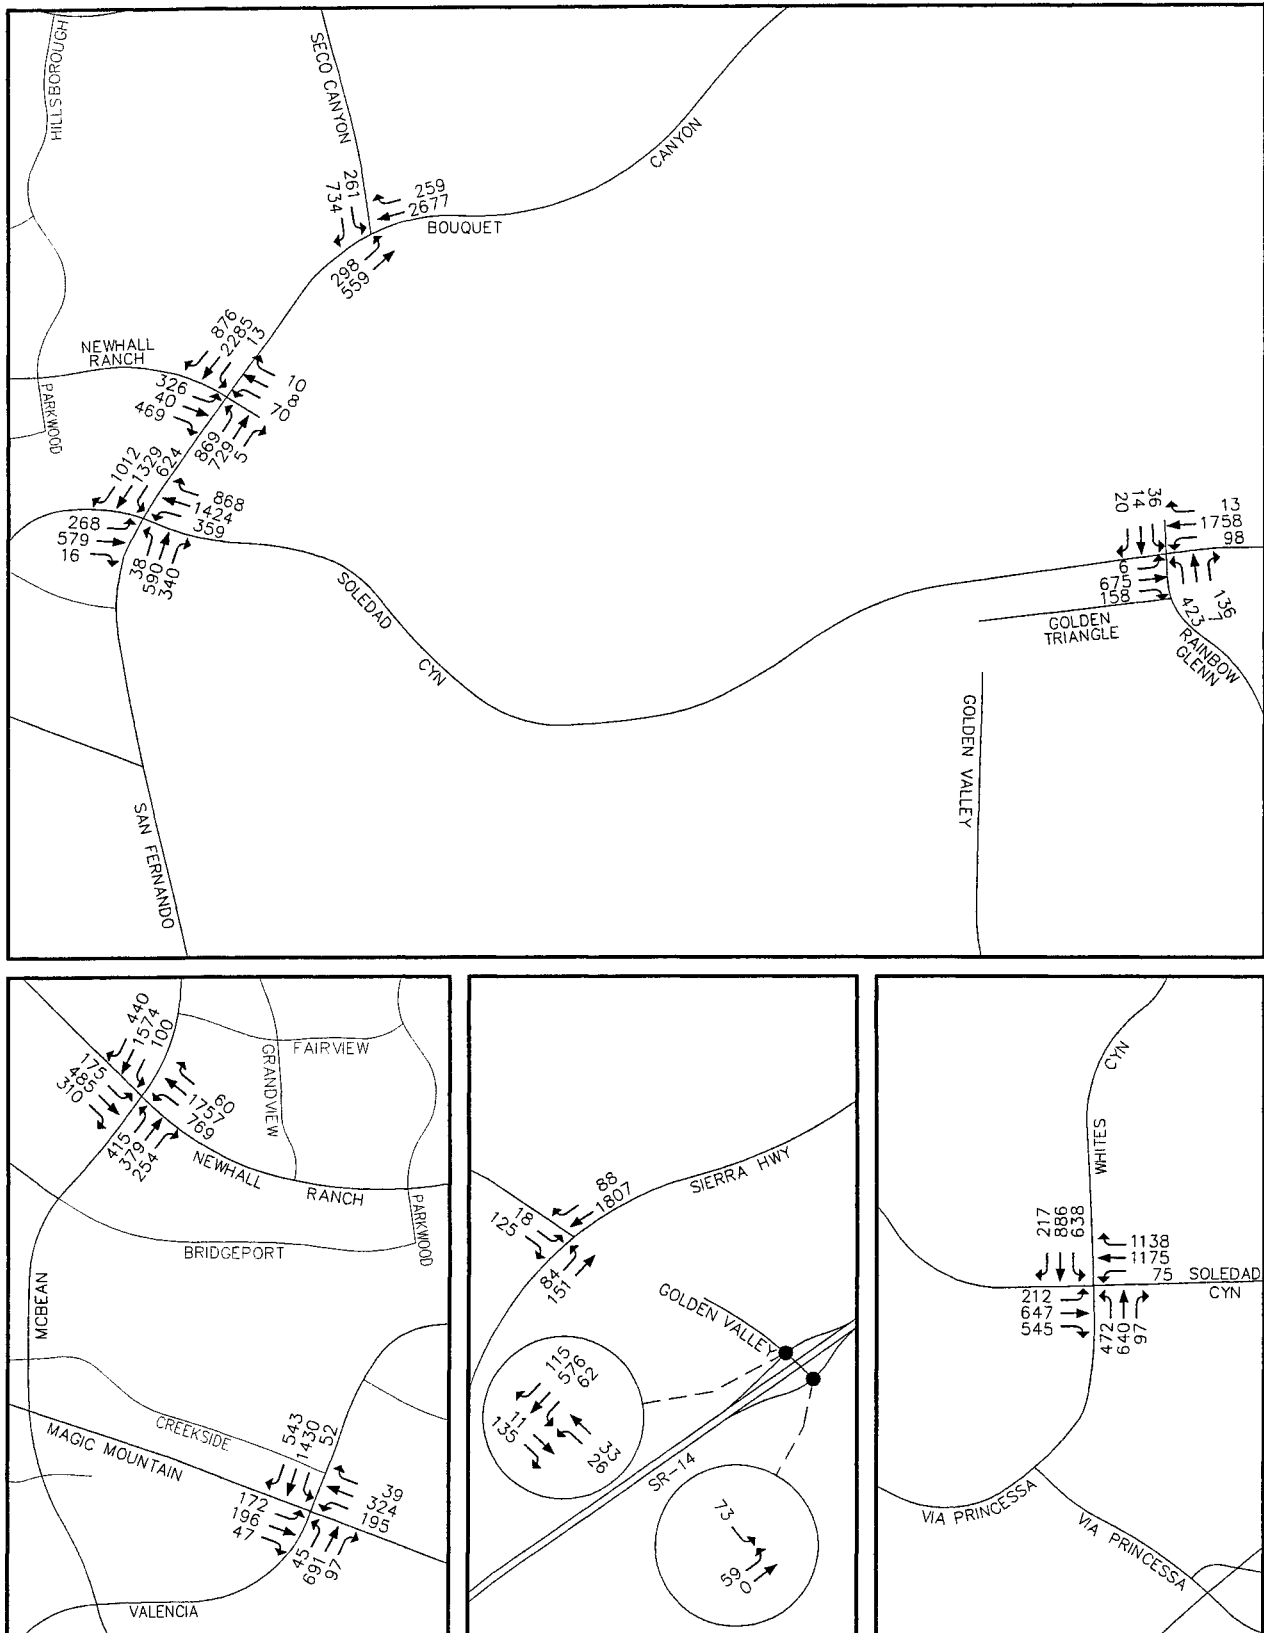 HILLSBOROUGH
SECO CANYON
CANYON
BOUQUET
261
734
259
2677
298
559
NEWHALL
RANCH
PARKWOOD
876
2285
13
326
40
469
10
8
70
869
729
5
1012
1329
624
868
1424
359
268
579
16
38
590
340
SOLEDAD
CYN
SAN FERNANDO
36
14
20
13
1758
98
6
675
158
423
7
136
GOLDEN
TRIANGLE
RAINBOW
GLENN
GOLDEN VALLEY
440
1574
100
175
485
310
60
1757
769
415
379
254
FAIRVIEW
GRANDVIEW
NEWHALL
RANCH
PARKWOOD
BRIDGEPORT
MCBEAN
CREEKSIDE
MAGIC MOUNTAIN
543
1430
52
172
196
47
39
324
195
45
691
97
VALENCIA
SIERRA HWY
88
1807
18
125
84
151
GOLDEN VALLEY
115
576
62
11
135
33
26
SR-14
73
59
0
CYN
WHITES
217
886
638
1138
1175
75
SOLEDAD
CYN
212
647
545
472
640
97
VIA PRINCESSA
VIA PRINCESSA